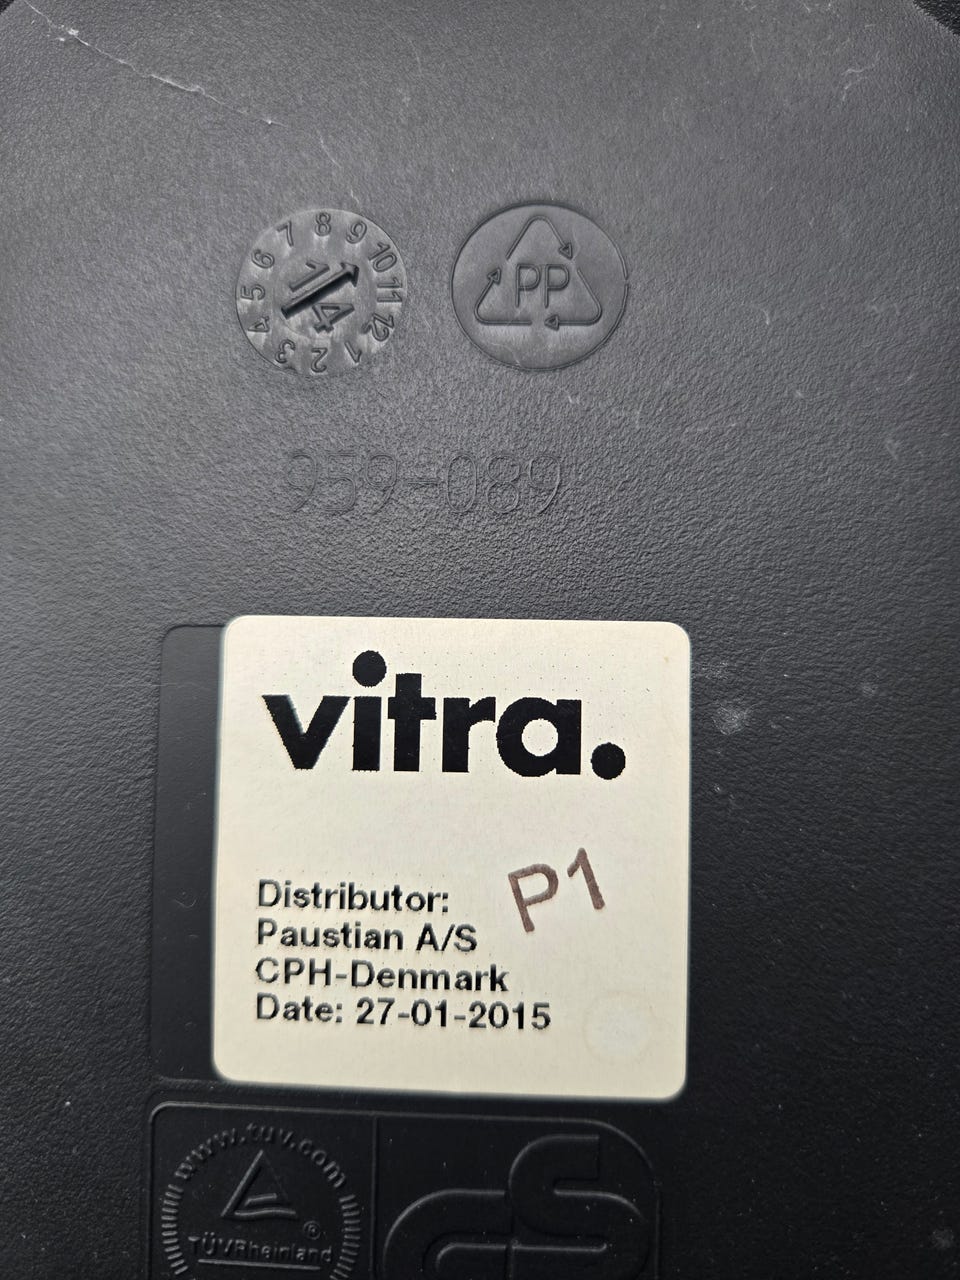 7 8 9 10 11 12 1 2 3 4 5 6
14
PP
959-089
vitra.
P1
Distributor:
Paustian A/S
CPH-Denmark
Date: 27-01-2015
www.tuv.com
®
TÜVRheinland
GS